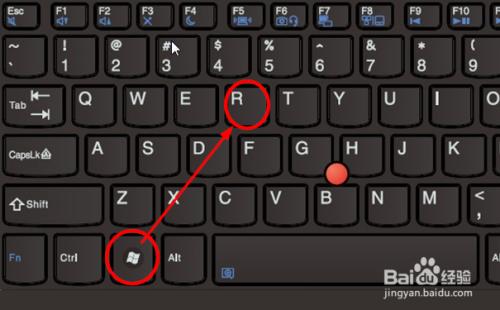 Esc F1 F2 F3 F4 F5 F6 F7 F8 F9 F10
~ ` ! 1 @ 2 # 3 $ 4 % 5 ^ 6 & 7 * 8 ( 9
Tab Q W E R T Y U I O
CapsLk A S D F G H J K L
Shift Z X C V B N M < ,
Fn Ctrl Alt Al
Baidu 经验
jingyan.baidu.com